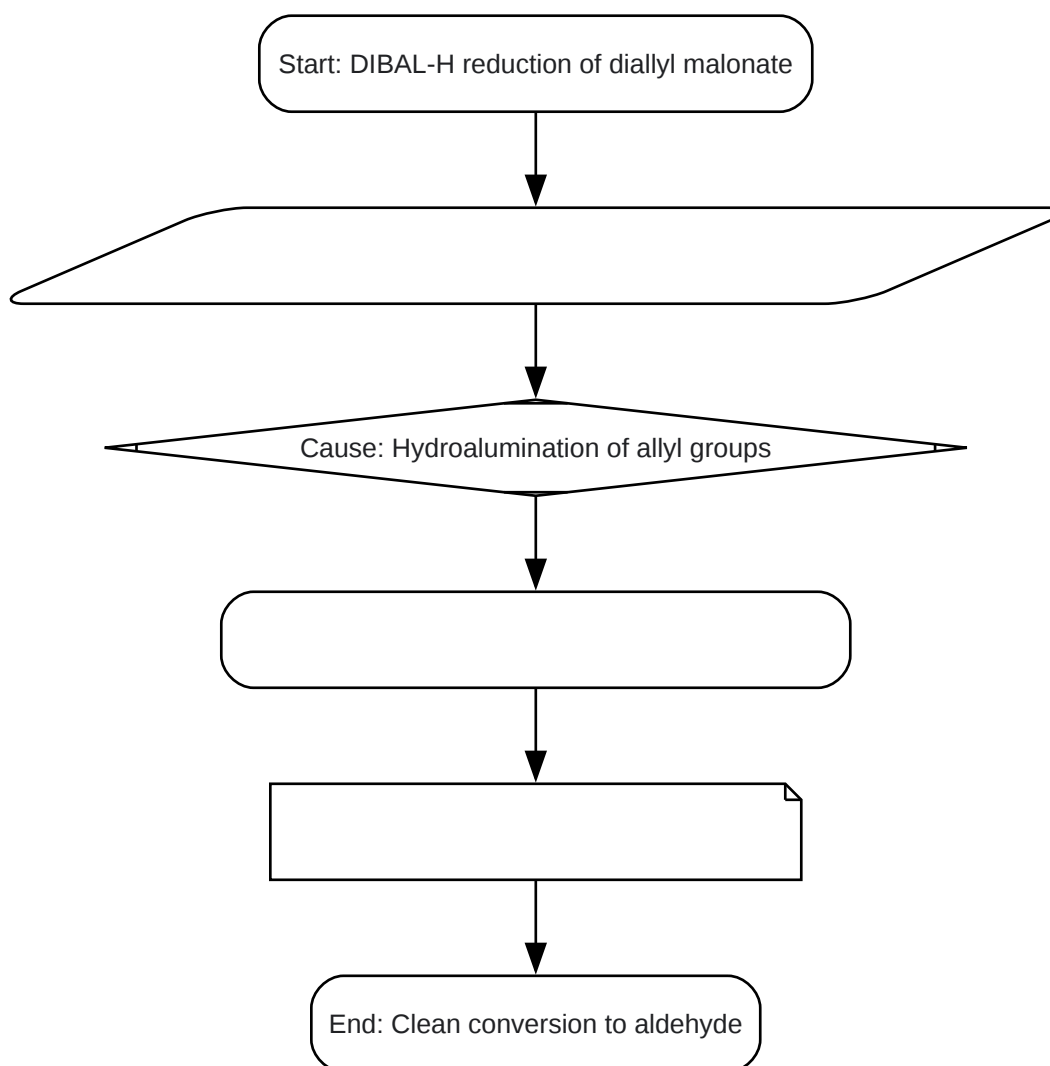 Start: DIBAL-H reduction of diallyl malonate
Cause: Hydroalumination of allyl groups
End: Clean conversion to aldehyde